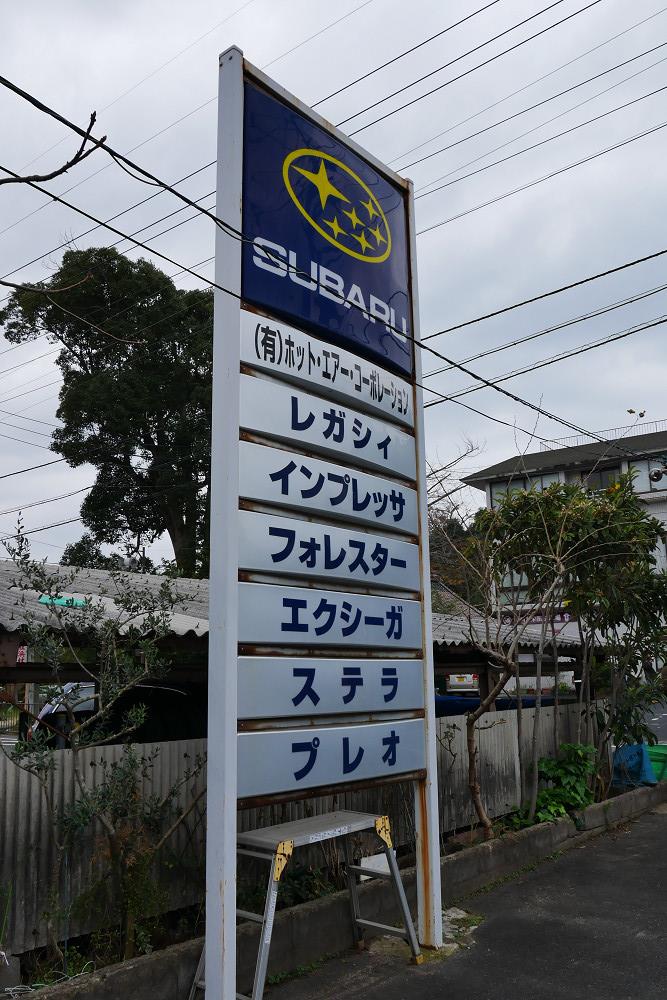 SUBARU
(有)ホット・エアー・コーポレーション
レガシィ
インプレッサ
フォレスター
エクシーガ
ステラ
プレオ